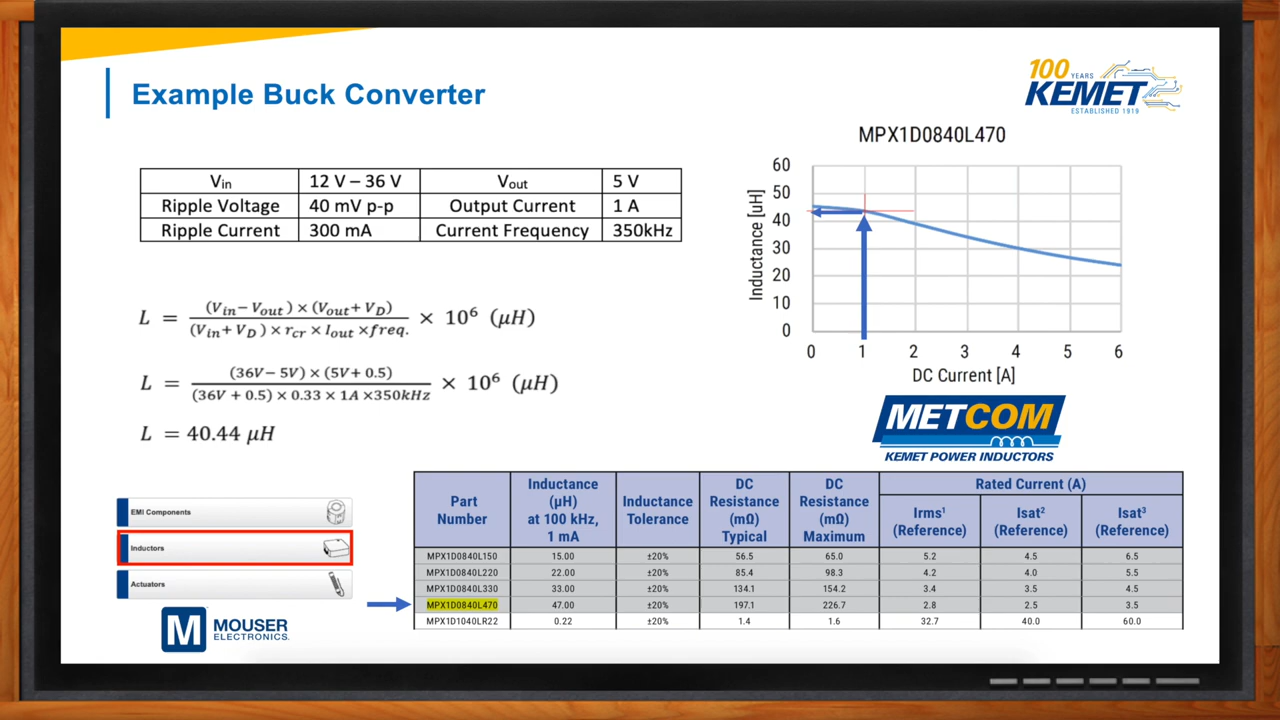 Example Buck Converter
100 YEARS
KEMET
ESTABLISHED 1919
MPX1D0840L470
Vin 12 V – 36 V Vout 5 V
Ripple Voltage 40 mV p-p Output Current 1 A
Ripple Current 300 mA Current Frequency 350kHz
L = (Vin− Vout )×(Vout+ VD) / (Vin+ VD )× rcr × Iout ×freq. × 10⁶ (μH)
L = (36V− 5V)×(5V+ 0.5) / (36V + 0.5)× 0.33 × 1A ×350kHz × 10⁶ (μH)
L = 40.44 μH
Inductance [uH]
60
50
40
30
20
10
0
0 1 2 3 4 5 6
DC Current [A]
METCOM
KEMET POWER INDUCTORS
EMI Components
Inductors
Actuators
M MOUSER
ELECTRONICS.
Part Number Inductance (μH) at 100 kHz, 1 mA Inductance Tolerance DC Resistance (mΩ) Typical DC Resistance (mΩ) Maximum Rated Current (A)
Irms¹ (Reference) Isat² (Reference) Isat³ (Reference)
MPX1D0840L150 15.00 ±20% 56.5 65.0 5.2 4.5 6.5
MPX1D0840L220 22.00 ±20% 85.4 98.3 4.2 4.0 5.5
MPX1D0840L330 33.00 ±20% 134.1 154.2 3.4 3.5 4.5
MPX1D0840L470 47.00 ±20% 197.1 226.7 2.8 2.5 3.5
MPX1D1040LR22 0.22 ±20% 1.4 1.6 32.7 40.0 60.0